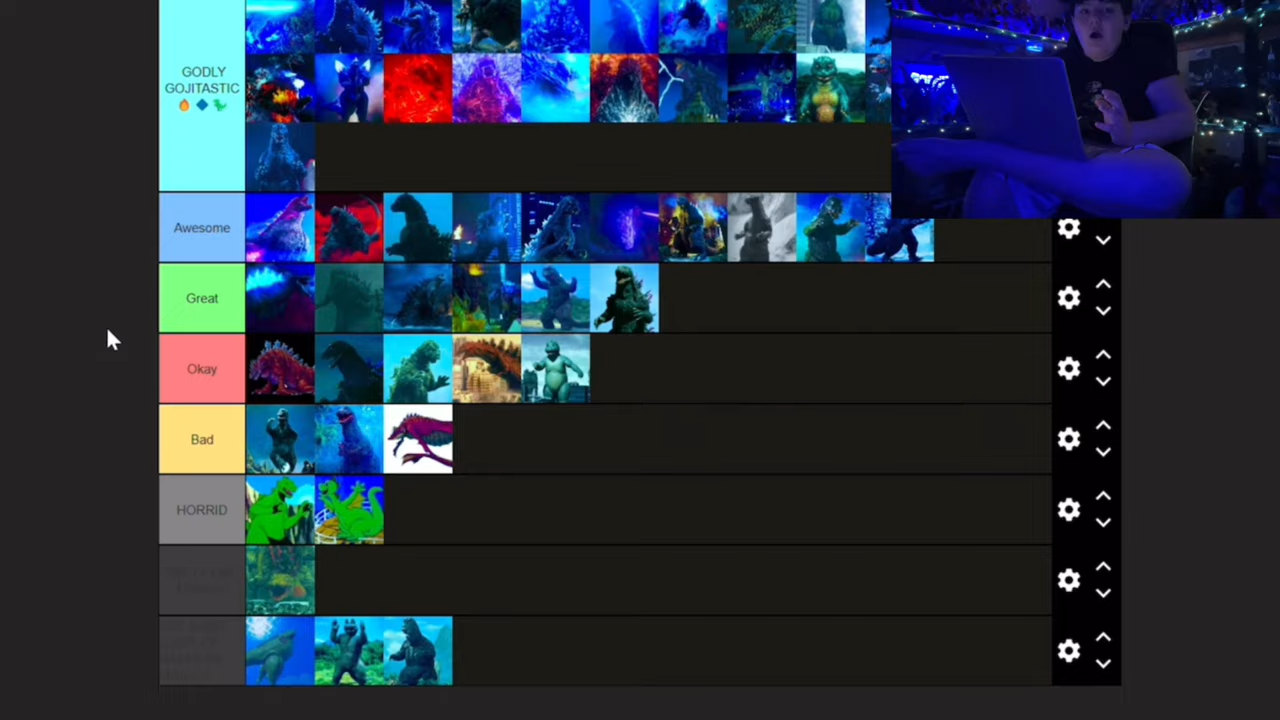 GODLY
GOJITASTIC
🔥 🔷 🦖
Awesome
Great
Okay
Bad
HORRID